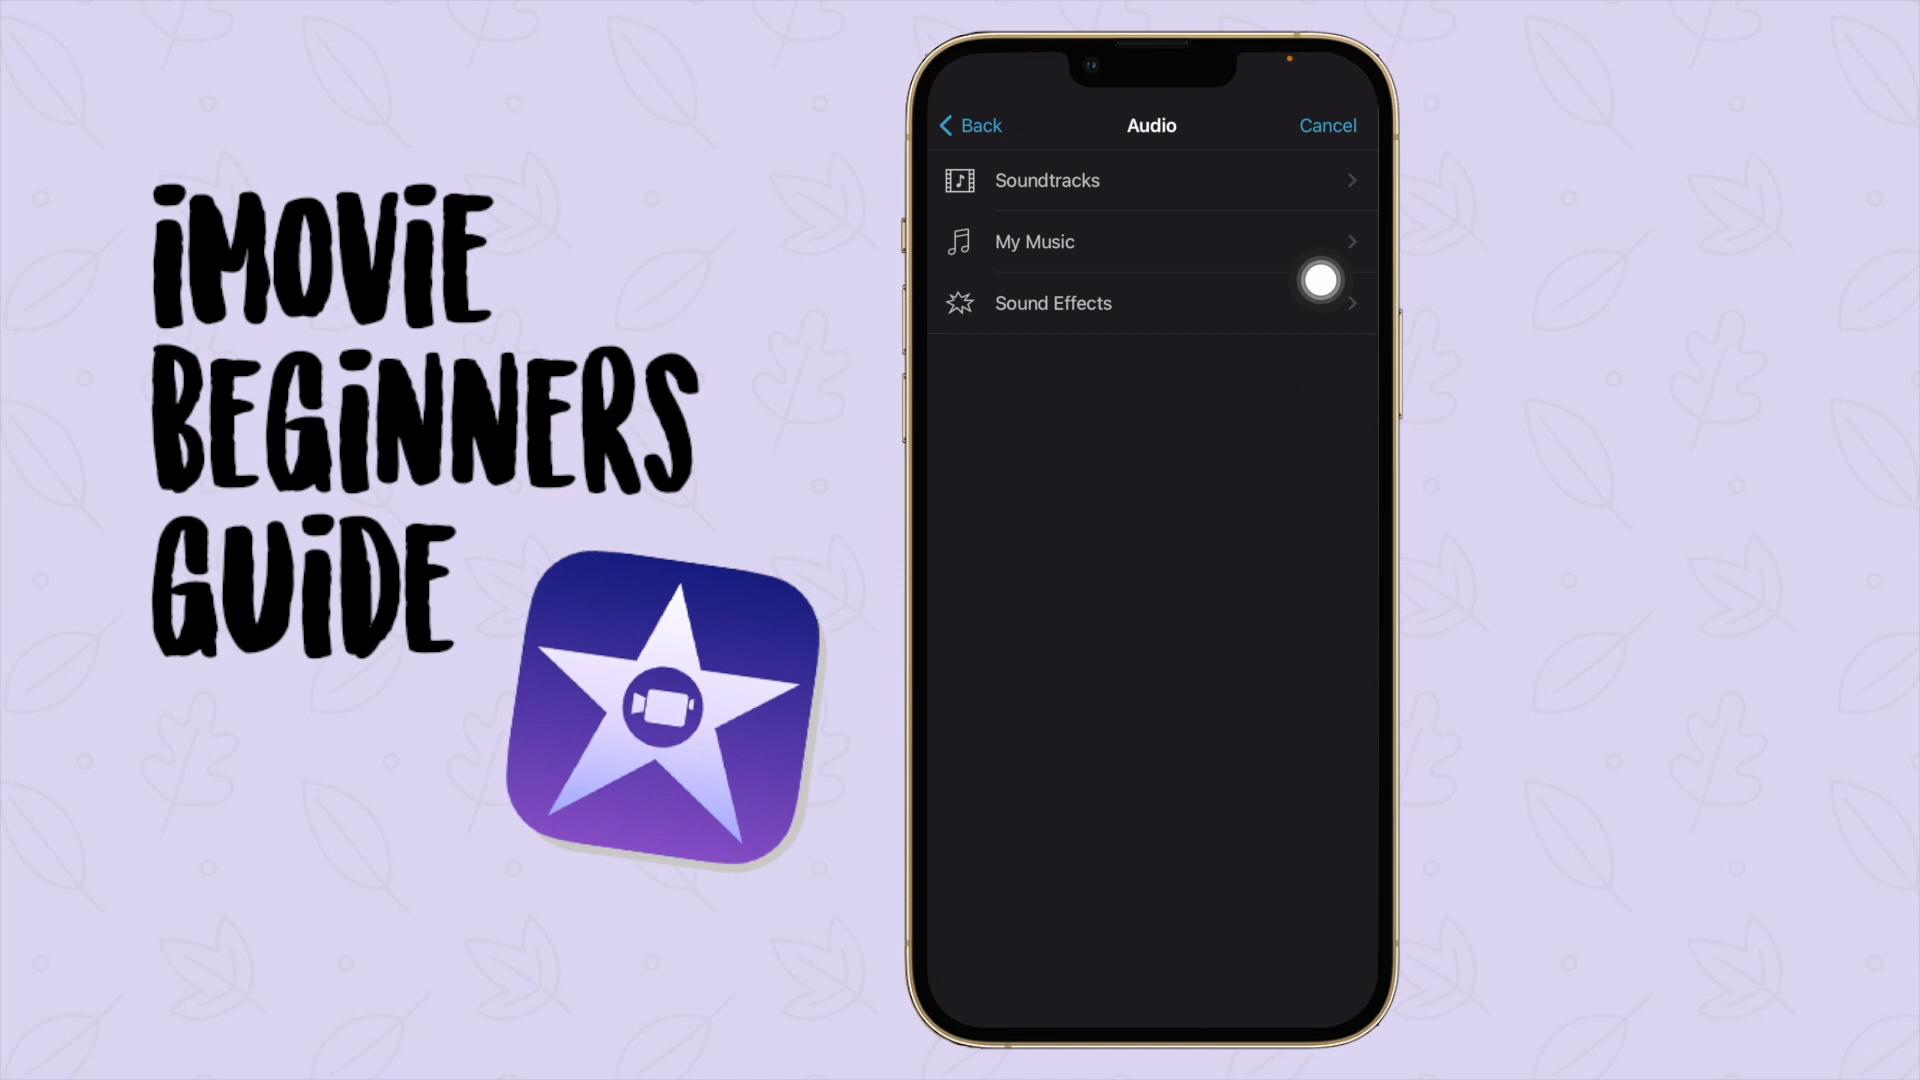 iMOViE
BEGiNNERS
GUiDE
Back
Audio
Cancel
Soundtracks
My Music
Sound Effects